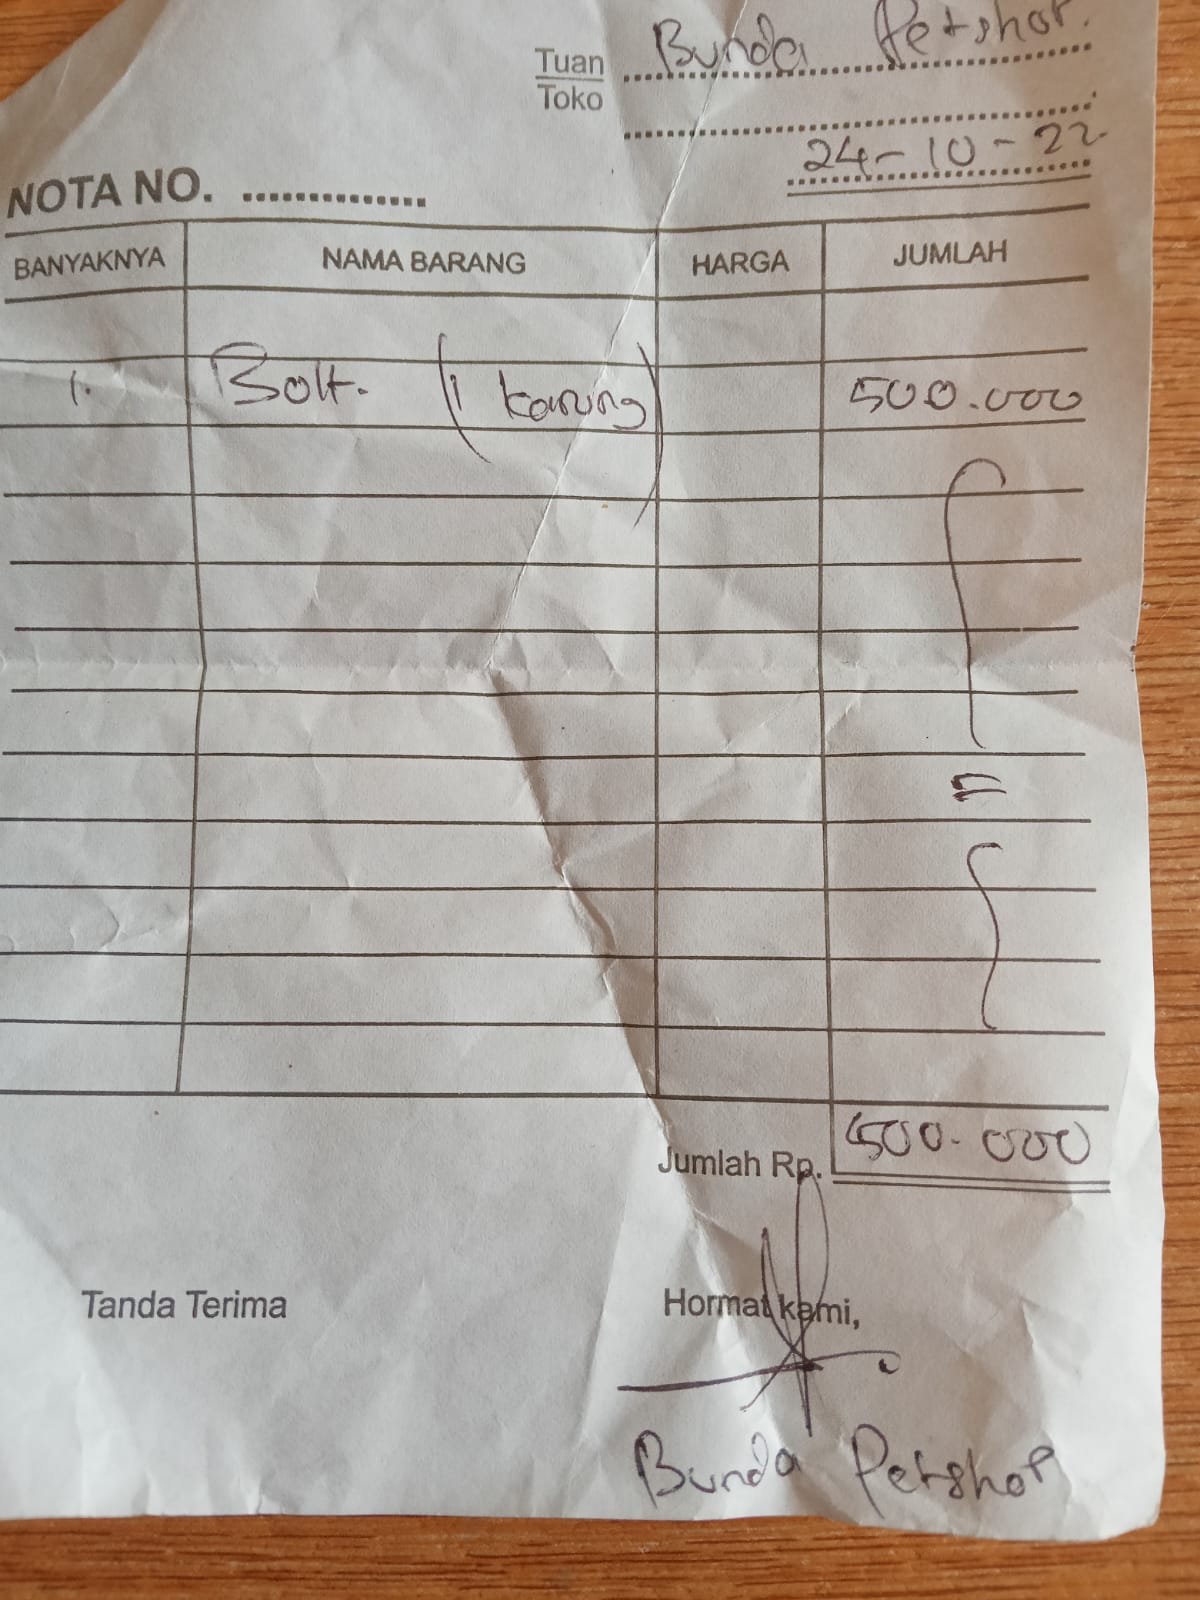 Tuan Bunda Petshop.
Toko
24-10-22
NOTA NO. ..............
BANYAKNYA NAMA BARANG HARGA JUMLAH
1. Bolt. (1 karung) 500.000
Jumlah Rp. 500.000
Tanda Terima Hormat kami,
Bunda Petshop